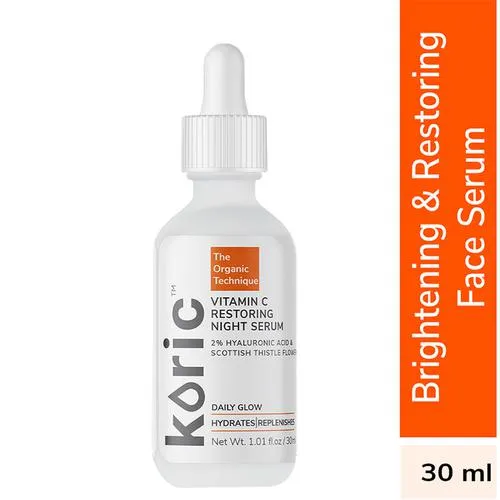 koric™
The
Organic
Technique
VITAMIN C
RESTORING
NIGHT SERUM
2% HYALURONIC ACID &
SCOTTISH THISTLE FLOWER
DAILY GLOW
HYDRATES|REPLENISHES
Net Wt. 1.01 fl.oz/30ml
Brightening & Restoring
Face Serum
30 ml